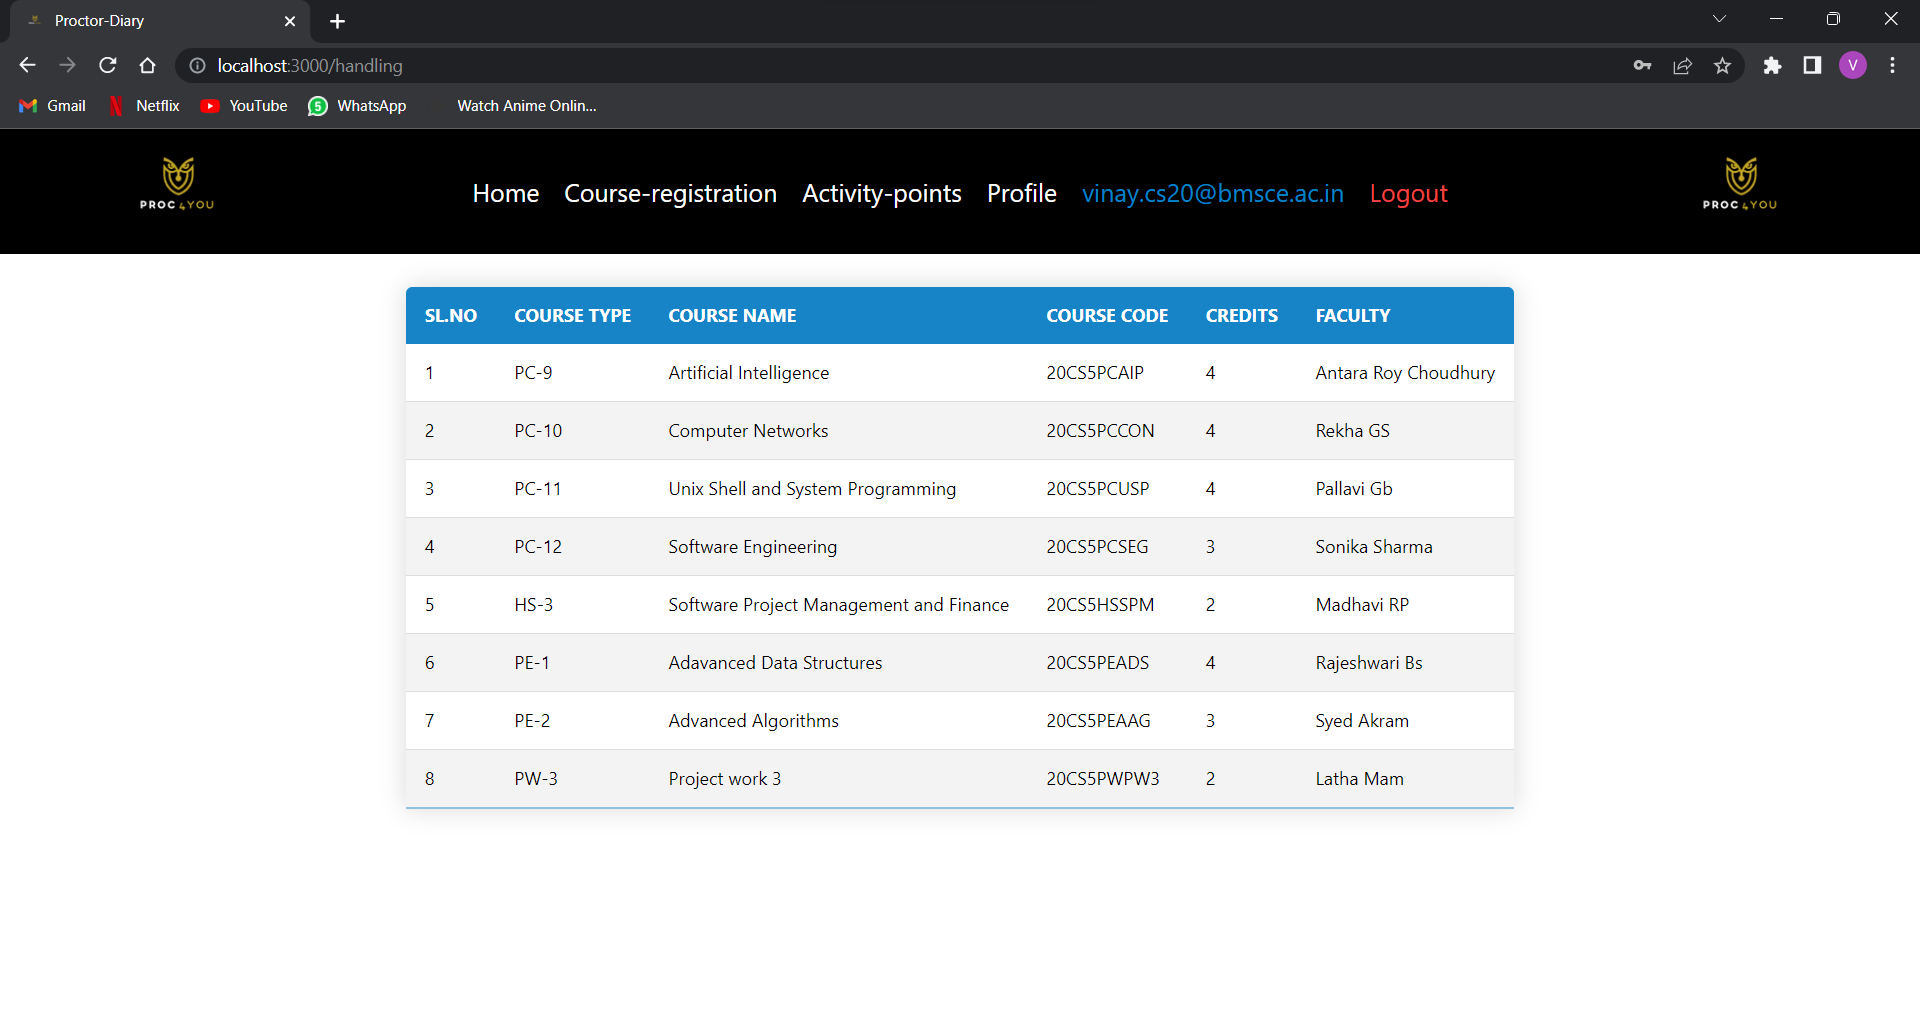 Proctor-Diary
localhost:3000/handling
V
Gmail Netflix YouTube 5 WhatsApp Watch Anime Onlin...
PROC 4YOU
Home Course-registration Activity-points Profile vinay.cs20@bmsce.ac.in Logout
PROC 4YOU
SL.NO COURSE TYPE COURSE NAME COURSE CODE CREDITS FACULTY
1 PC-9 Artificial Intelligence 20CS5PCAIP 4 Antara Roy Choudhury
2 PC-10 Computer Networks 20CS5PCCON 4 Rekha GS
3 PC-11 Unix Shell and System Programming 20CS5PCUSP 4 Pallavi Gb
4 PC-12 Software Engineering 20CS5PCSEG 3 Sonika Sharma
5 HS-3 Software Project Management and Finance 20CS5HSSPM 2 Madhavi RP
6 PE-1 Adavanced Data Structures 20CS5PEADS 4 Rajeshwari Bs
7 PE-2 Advanced Algorithms 20CS5PEAAG 3 Syed Akram
8 PW-3 Project work 3 20CS5PWPW3 2 Latha Mam